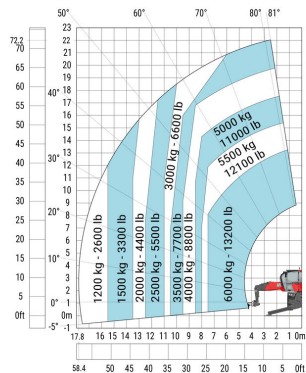 50° 60° 70° 80° 81°
40°
30°
20°
10°
0°
-5°
72.2
70
65
60
55
50
45
40
35
30
25
20
15
10
5
0ft
23
22
21
20
19
18
17
16
15
14
13
12
11
10
9
8
7
6
5
4
3
2
1
0m
-1
1200 kg - 2600 lb
1500 kg - 3300 lb
2000 kg - 4400 lb
2500 kg - 5500 lb
3000 kg - 6600 lb
3500 kg - 7700 lb
4000 kg - 8800 lb
5000 kg
11000 lb
5500 kg
12100 lb
6000 kg - 13200 lb
17.8 16 15 14 13 12 11 10 9 8 7 6 5 4 3 2 1 0m
58.4 50 45 40 35 30 25 20 15 10 5 0ft